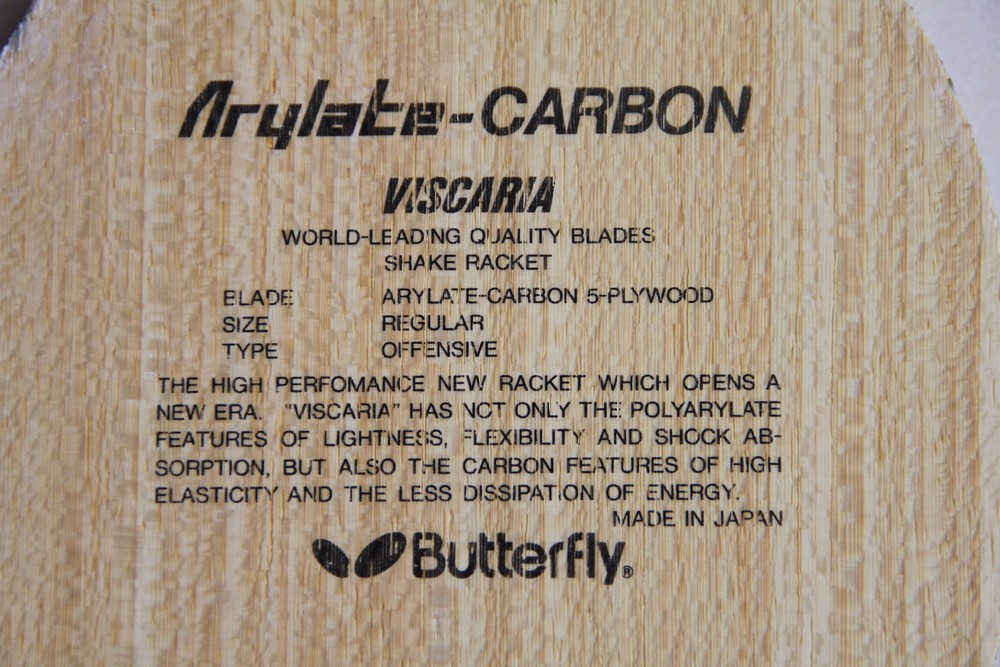 Arylate-CARBON
VISCARIA
WORLD-LEADING QUALITY BLADES
SHAKE RACKET
BLADE ARYLATE-CARBON 5-PLYWOOD
SIZE REGULAR
TYPE OFFENSIVE
THE HIGH PERFOMANCE NEW RACKET WHICH OPENS A
NEW ERA. "VISCARIA" HAS NOT ONLY THE POLYARYLATE
FEATURES OF LIGHTNESS, FLEXIBILITY AND SHOCK AB-
SORPTION, BUT ALSO THE CARBON FEATURES OF HIGH
ELASTICITY AND THE LESS DISSIPATION OF ENERGY.
MADE IN JAPAN
Butterfly®